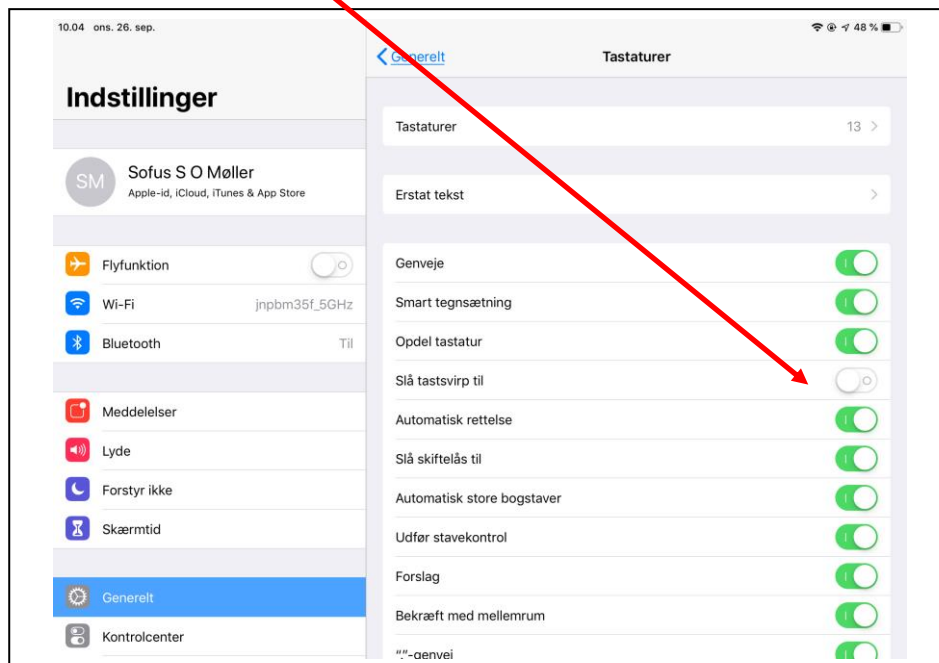 10.04 ons. 26. sep.
48 %
Generelt
Tastaturer
Indstillinger
SM
Sofus S O Møller
Apple-id, iCloud, iTunes & App Store
Flyfunktion
Wi-Fi jnpbm35f_5GHz
Bluetooth Til
Meddelelser
Lyde
Forstyr ikke
Skærmtid
Generelt
Kontrolcenter
Tastaturer 13
Erstat tekst
Genveje
Smart tegnsætning
Opdel tastatur
Slå tastsvirp til
Automatisk rettelse
Slå skiftelås til
Automatisk store bogstaver
Udfør stavekontrol
Forslag
Bekræft med mellemrum
"."-genvej